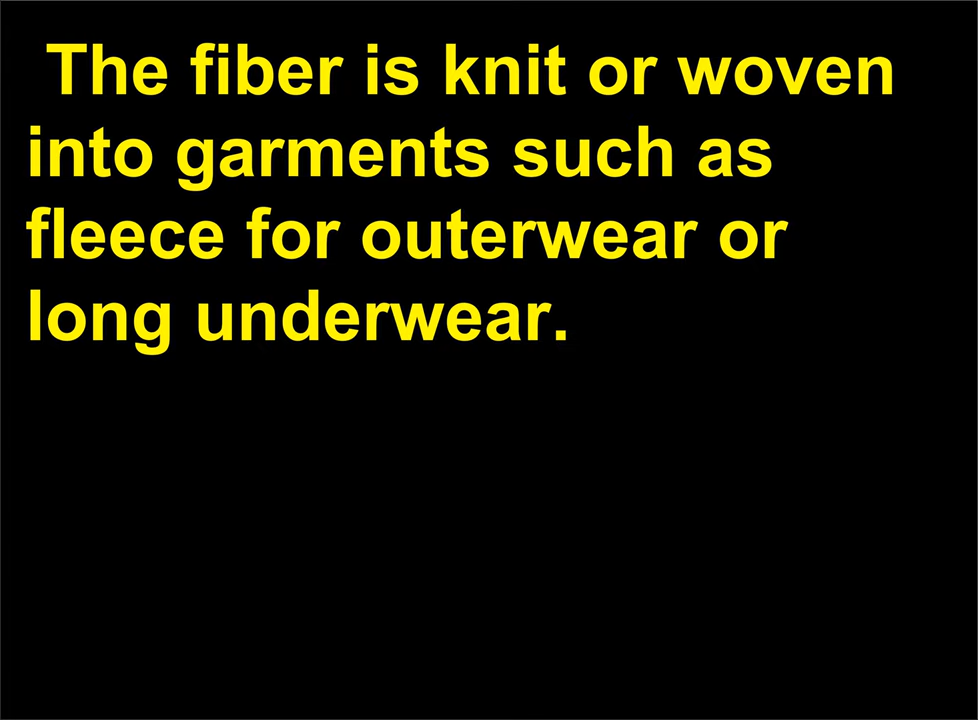 The fiber is knit or woven
into garments such as
fleece for outerwear or
long underwear.